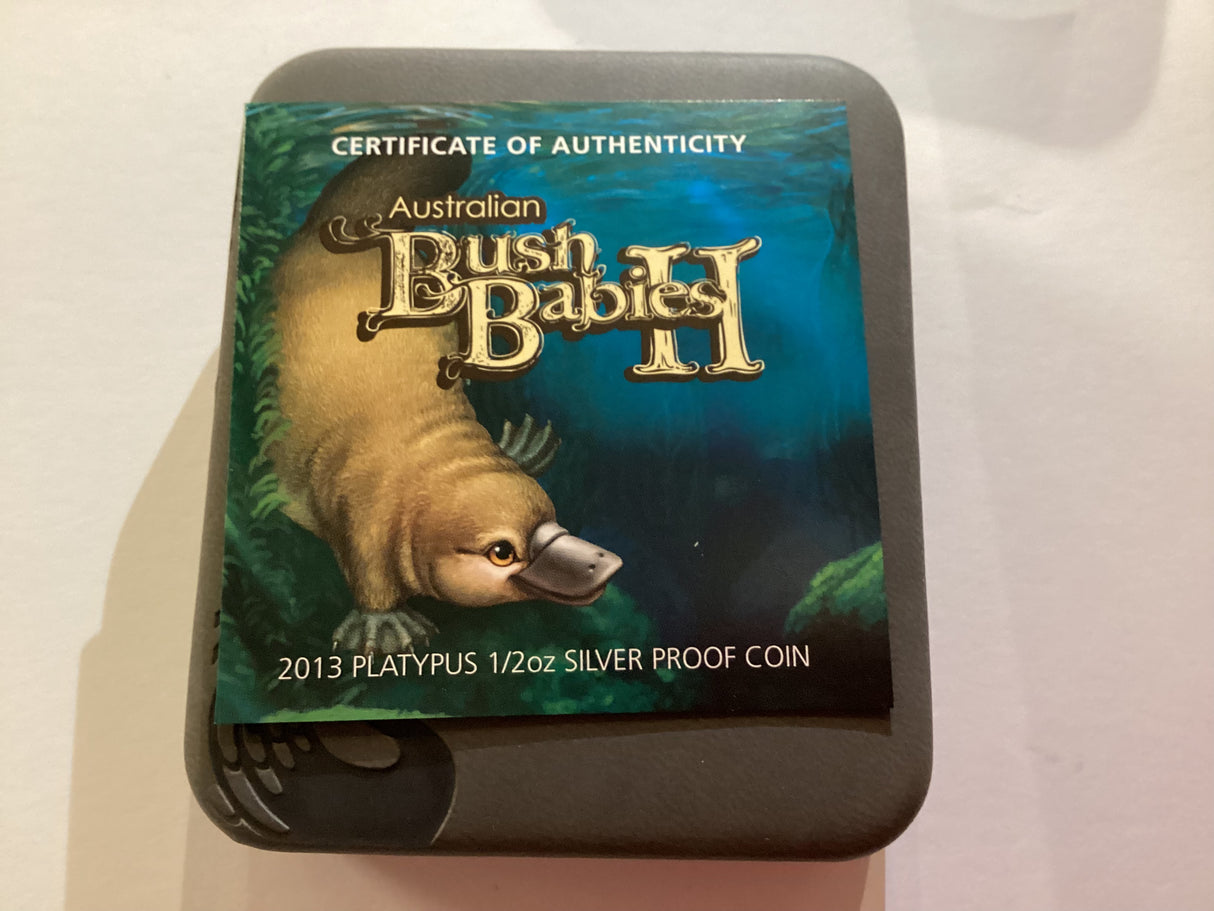 CERTIFICATE OF AUTHENTICITY
Australian
Bush
Babies II
2013 PLATYPUS 1/2oz SILVER PROOF COIN